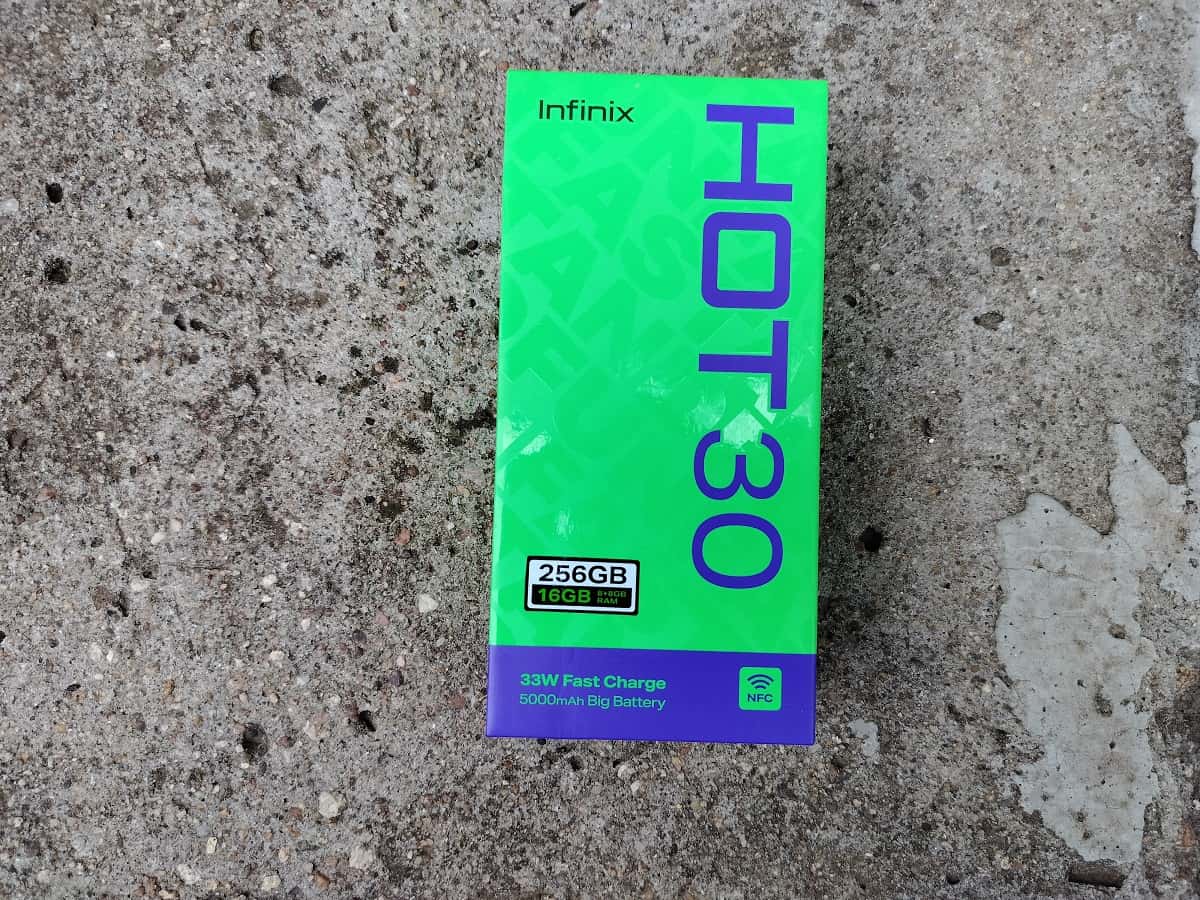 Infinix
HOT 30
256GB
16GB 8+8GB
RAM
33W Fast Charge
5000mAh Big Battery
NFC